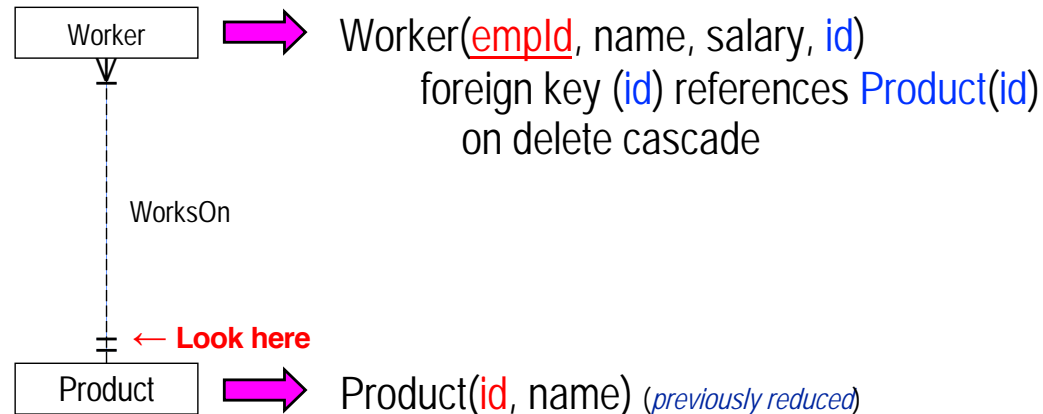 Worker
Worker(empId, name, salary, id)
foreign key (id) references Product(id)
on delete cascade
WorksOn
← Look here
Product
Product(id, name) (previously reduced)